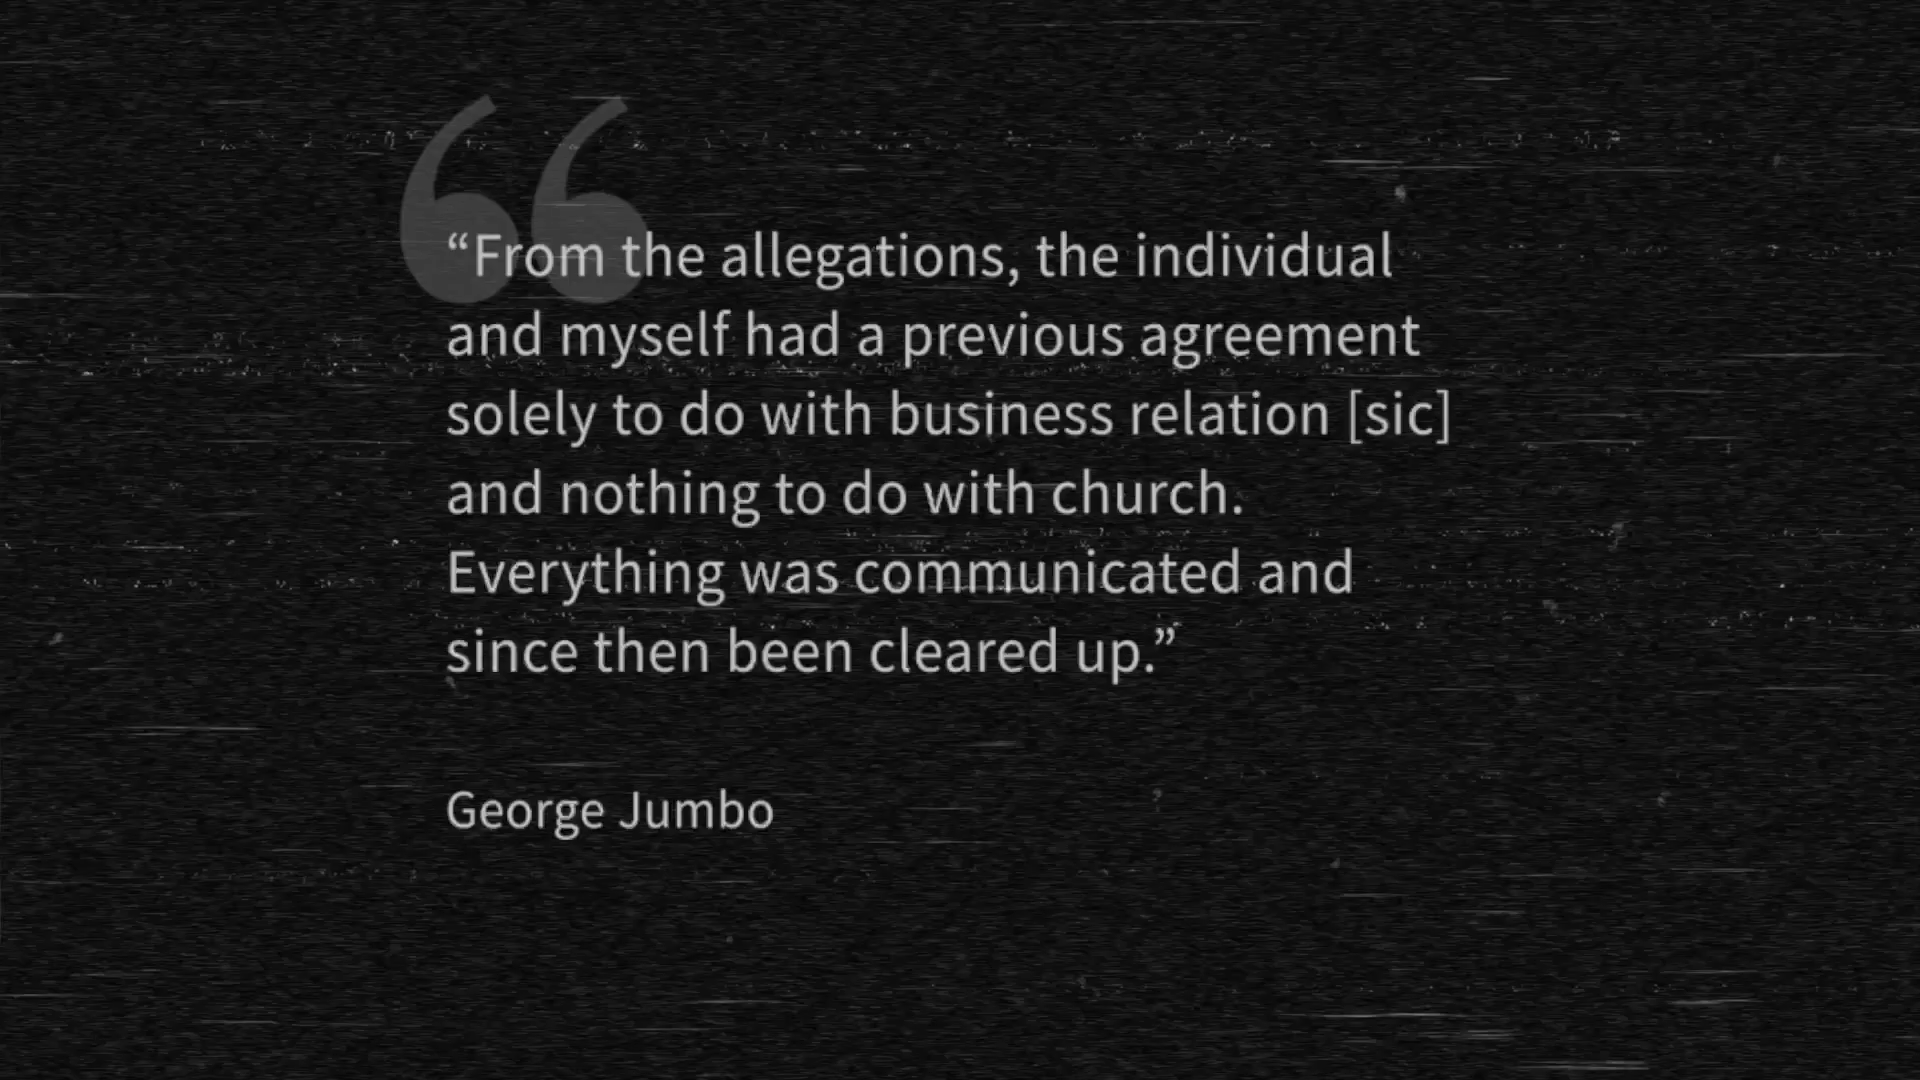 “From the allegations, the individual
and myself had a previous agreement
solely to do with business relation [sic]
and nothing to do with church.
Everything was communicated and
since then been cleared up.”
George Jumbo